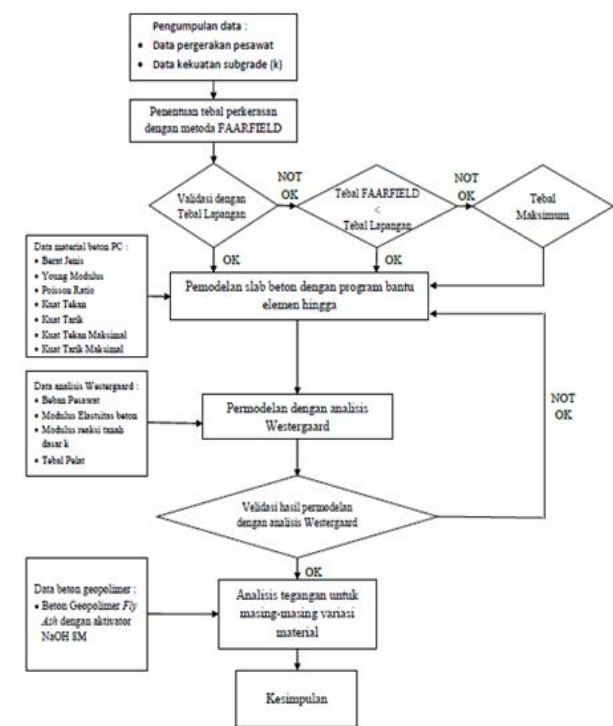 Pengumpulan data :
• Data pergerakan pesawat
• Data kekuatan subgrade (k)
Penentuan tebal perkerasan
dengan metoda FAARFIELD
Validasi dengan
Tebal Lapangan
NOT
OK
Tebal FAARFIELD
<
Tebal Lapangan
NOT
OK
Tebal
Maksimum
OK
OK
Data material beton PC :
• Berat Jenis
• Young Modulus
• Poisson Ratio
• Kuat Tekan
• Kuat Tarik
• Kuat Tekan Maksimal
• Kuat Tarik Maksimal
Pemodelan slab beton dengan program bantu
elemen hingga
Data analisis Westergaard :
• Beban Pesawat
• Modulus Elastsitas beton
• Modulus reaksi tanah
dasar k
• Tebal Pelat
Permodelan dengan analisis
Westergaard
NOT
OK
Velidasi hasil permodelan
dengan analisis Westergaard
OK
Data beton geopolimer :
• Beton Geopolimer Fly
Ash dengan aktivator
NaOH 8M
Analisis tegangan untuk
masing-masing variasi
material
Kesimpulan